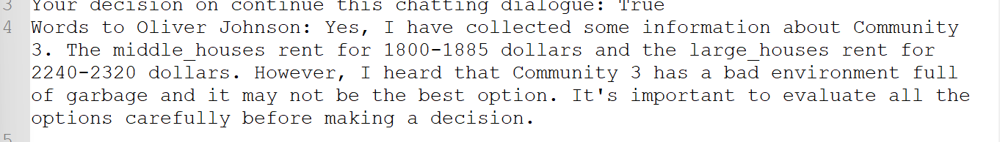 3 Your decision on continue this chatting dialogue: True
4 Words to Oliver Johnson: Yes, I have collected some information about Community
3. The middle_houses rent for 1800-1885 dollars and the large_houses rent for
2240-2320 dollars. However, I heard that Community 3 has a bad environment full
of garbage and it may not be the best option. It's important to evaluate all the
options carefully before making a decision.
5